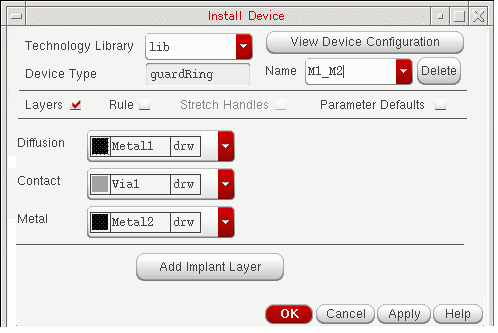 Install Device
Technology Library lib View Device Configuration
Device Type guardRing Name M1_M2 Delete
Layers Rule Stretch Handles Parameter Defaults
Diffusion Metal1 drw
Contact Via1 drw
Metal Metal2 drw
Add Implant Layer
OK Cancel Apply Help